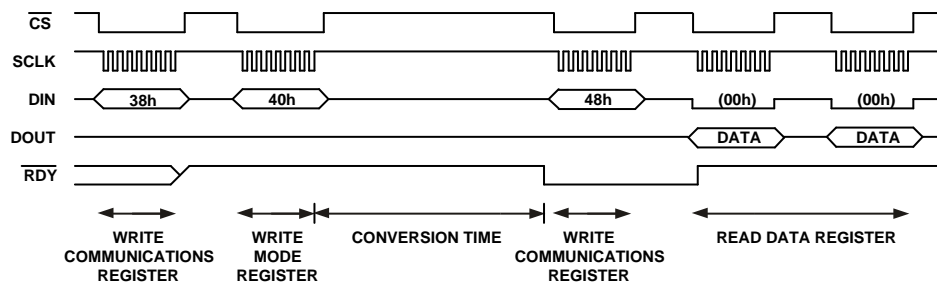 CS
SCLK
DIN 38h 40h 48h (00h) (00h)
DOUT DATA DATA
RDY
WRITE COMMUNICATIONS REGISTER
WRITE MODE REGISTER
CONVERSION TIME
WRITE COMMUNICATIONS REGISTER
READ DATA REGISTER